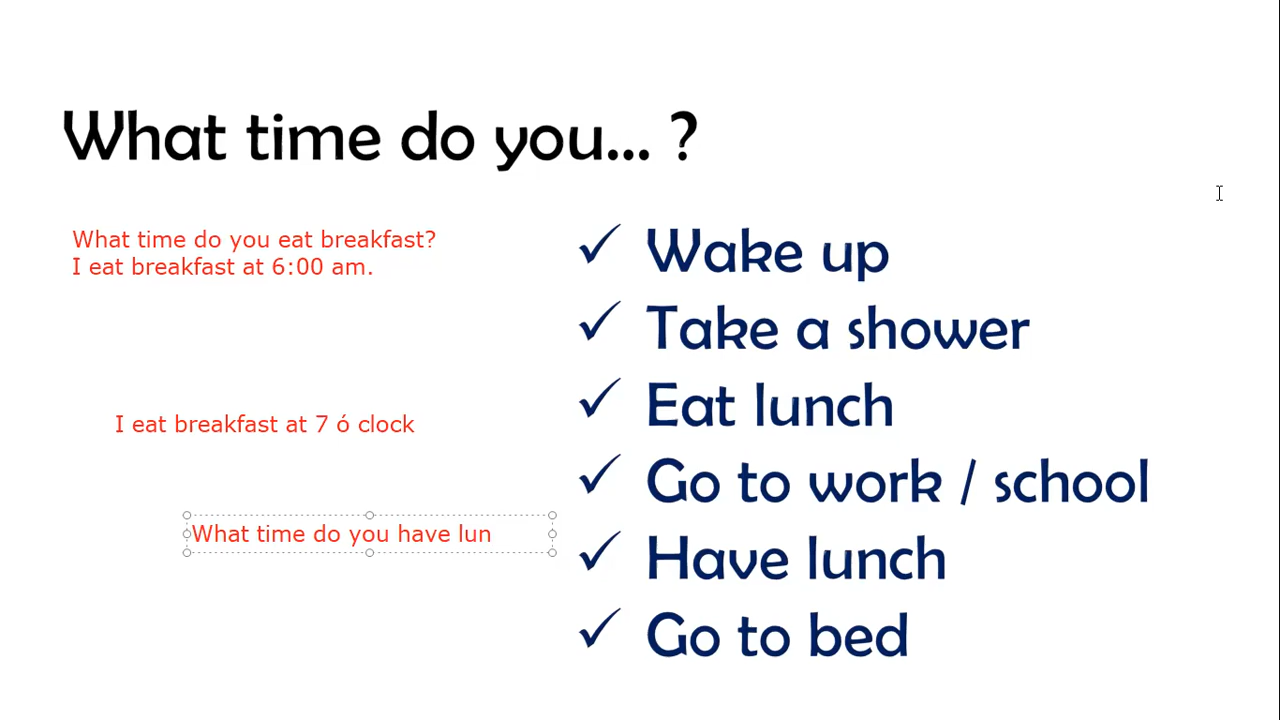 What time do you... ?
What time do you eat breakfast?
I eat breakfast at 6:00 am.
I eat breakfast at 7 ó clock
What time do you have lun
Wake up
Take a shower
Eat lunch
Go to work / school
Have lunch
Go to bed